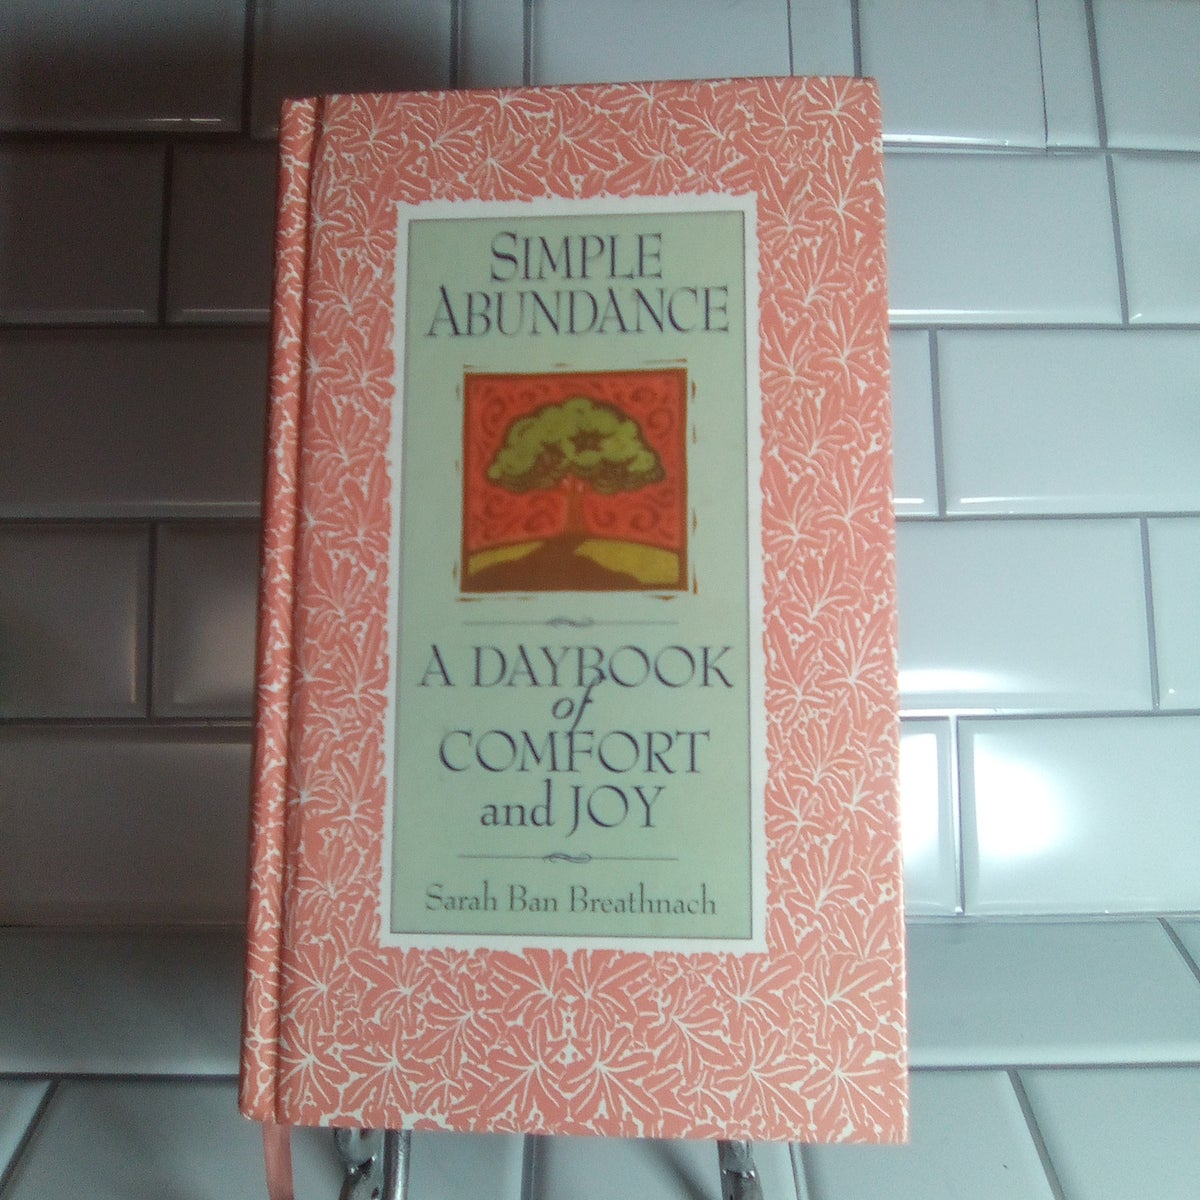 SIMPLE
ABUNDANCE
A DAYBOOK
of
COMFORT
and JOY
Sarah Ban Breathnach